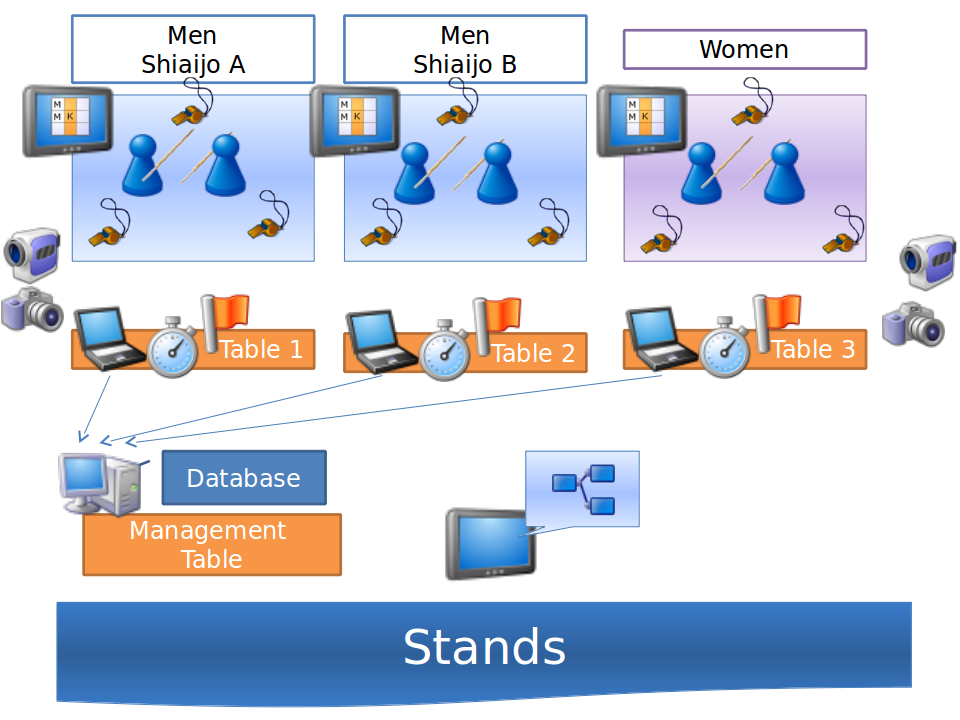 Men
Shiaijo A
Men
Shiaijo B
Women
M
M K
M
M K
M
M K
Table 1
Table 2
Table 3
Database
Management
Table
Stands